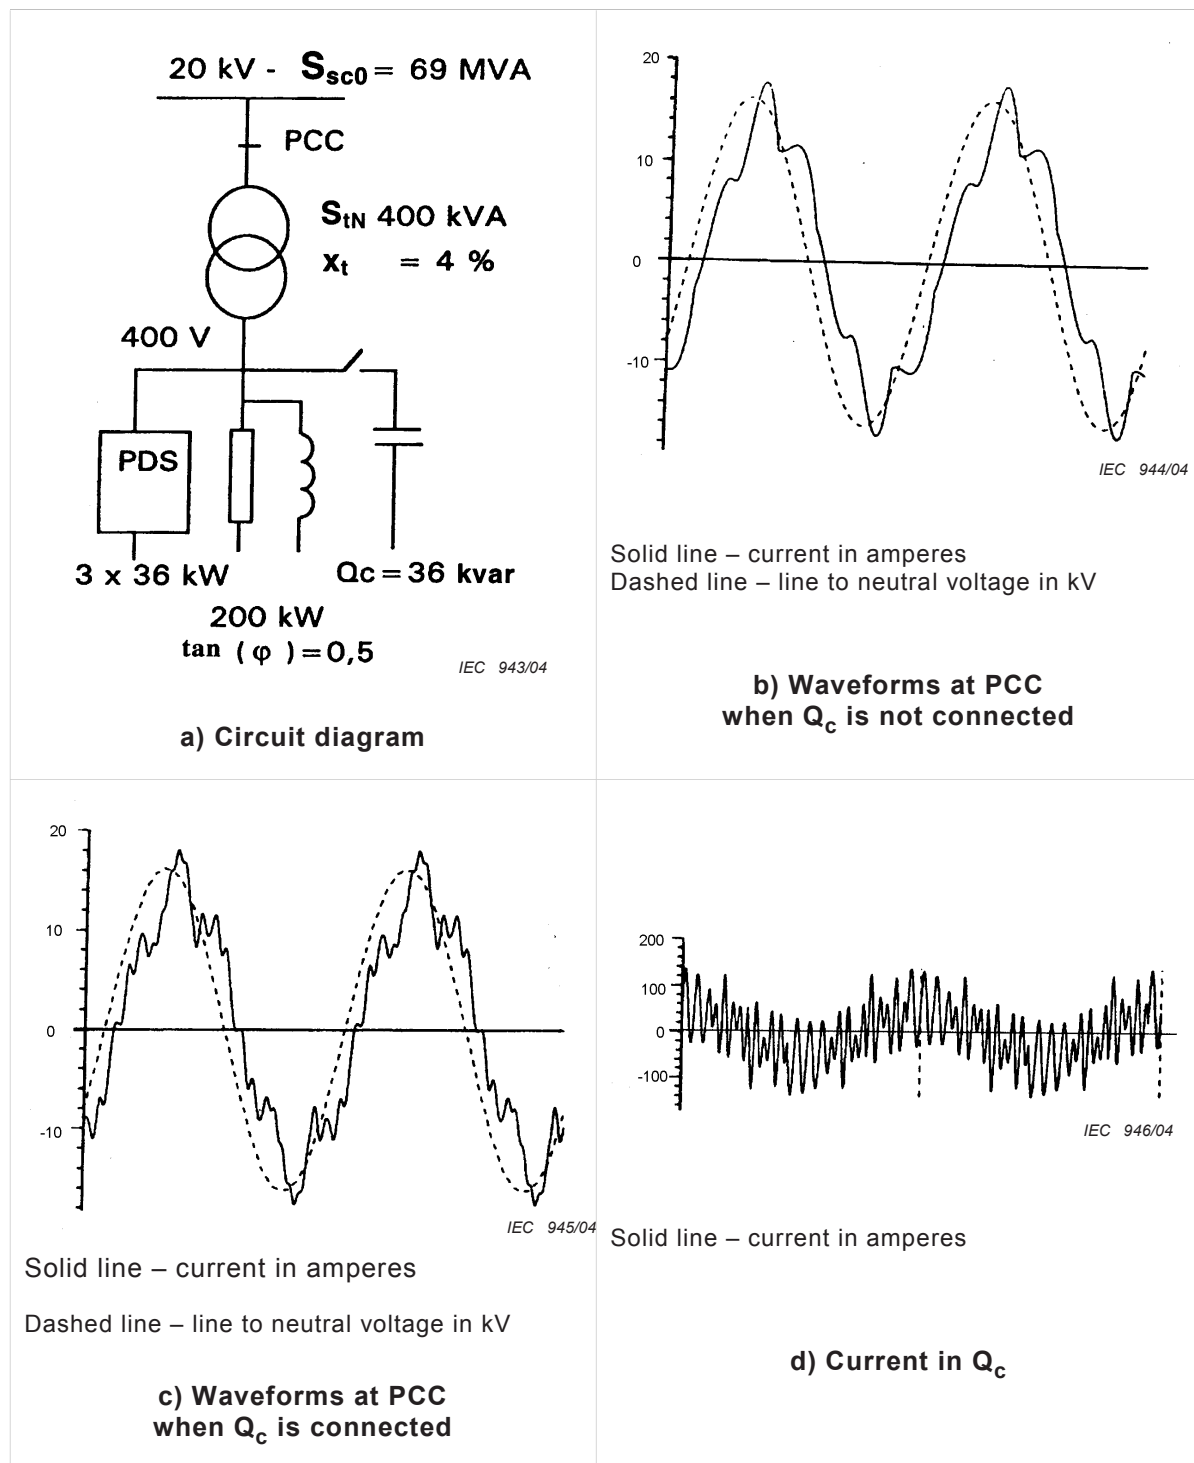 20 kV - Ssc0 = 69 MVA
PCC
StN 400 kVA
xt = 4 %
400 V
PDS
3 x 36 kW
Qc = 36 kvar
200 kW
tan ( φ ) = 0,5
IEC 943/04
a) Circuit diagram
20
10
0
-10
IEC 944/04
Solid line – current in amperes
Dashed line – line to neutral voltage in kV
b) Waveforms at PCC
when Qc is not connected
20
10
0
-10
IEC 945/04
Solid line – current in amperes
Dashed line – line to neutral voltage in kV
c) Waveforms at PCC
when Qc is connected
200
100
0
-100
IEC 946/04
Solid line – current in amperes
d) Current in Qc